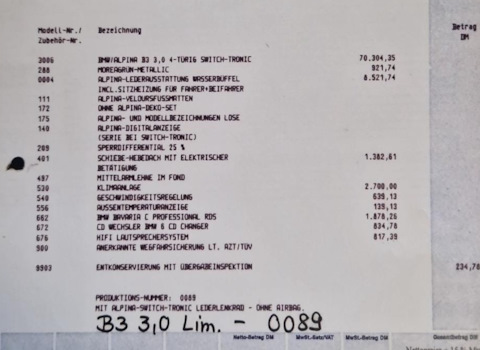 Modell-Nr./ Bezeichnung Betrag
Zubehör-Nr. DM
3006 BMW/ALPINA B3 3,0 4-TÜRIG SWITCH-TRONIC 70.304,35
288 MOREAGRÜN-METALLIC 921,74
0004 ALPINA-LEDERAUSSTATTUNG WASSERBÜFFEL 8.521,74
INCL.SITZHEIZUNG FÜR FAHRER+BEIFAHRER
111 ALPINA-VELOURSFUSSMATTEN
172 OHNE ALPINA-DEKO-SET
175 ALPINA- UND MODELLBEZEICHNUNGEN LOSE
140 ALPINA-DIGITALANZEIGE
(SERIE BEI SWITCH-TRONIC)
209 SPERRDIFFERENTIAL 25 %
401 SCHIEBE-HEBEDACH MIT ELEKTRISCHER 1.382,61
BETÄTIGUNG
497 MITTELARMLEHNE IM FOND
530 KLIMAANLAGE 2.700,00
540 GESCHWINDIGKEITSREGELUNG 639,13
556 AUSSENTEMPERATURANZEIGE 139,13
662 BMW BAVARIA C PROFESSIONAL RDS 1.878,26
672 CD WECHSLER BMW 6 CD CHANGER 834,78
676 HIFI LAUTSPRECHERSYSTEM 617,39
900 ANERKANNTE WEGFAHRSICHERUNG LT. AZT/TÜV
9903 ENTKONSERVIERUNG MIT ÜBERGABEINSPEKTION 234,78
PRODUKTIONS-NUMMER: 0089
MIT ALPINA-SWITCH-TRONIC LEDERLENKRAD - OHNE AIRBAG.
B3 3,0 Lim. - 0089
Netto-Betrag DM MwSt.-Satz/VAT MwSt.-Betrag DM Gesamtbetrag DM